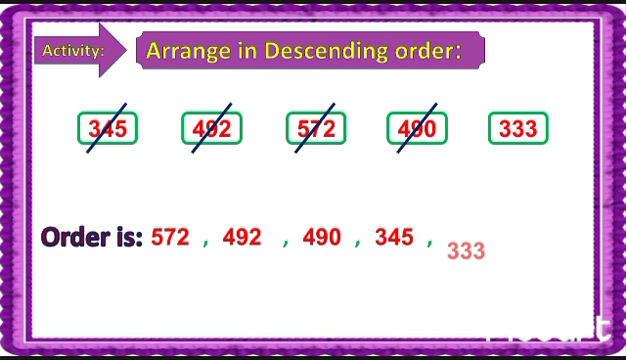 Activity:
Arrange in Descending order:
345 492 572 490 333
Order is: 572 , 492 , 490 , 345 , 333